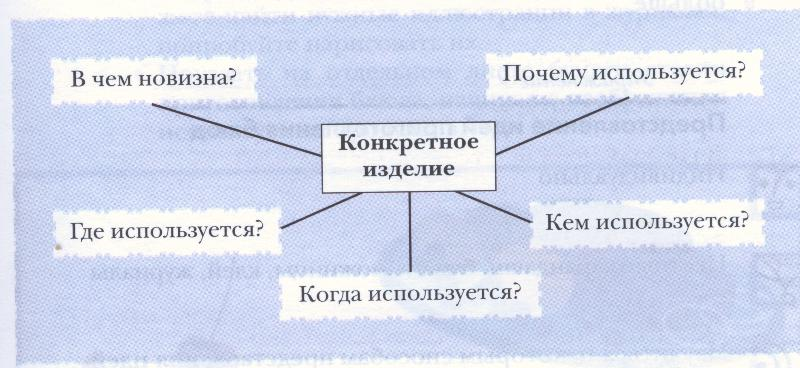 В чем новизна?
Почему используется?
Конкретное
изделие
Где используется?
Кем используется?
Когда используется?